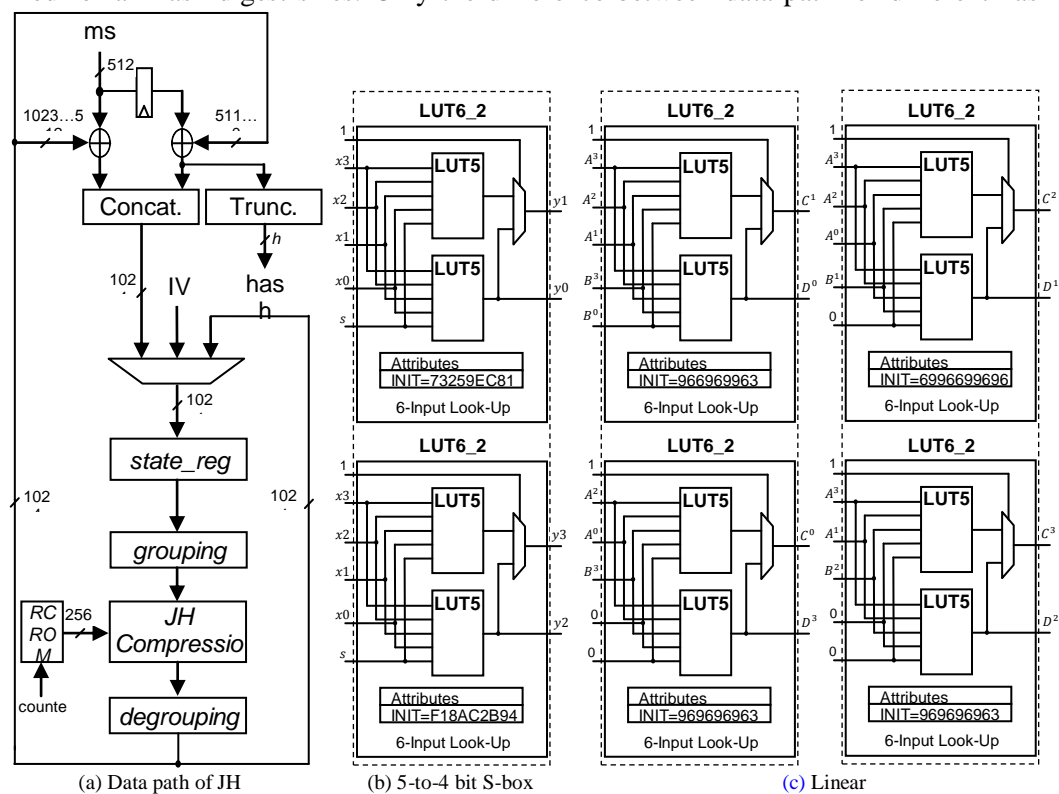 ms
512
1023…5
511…
Concat.
Trunc.
h
has
h
102
IV
102
state_reg
102
102
grouping
RC
RO
M
256
JH
Compressio
counte
degrouping
(a) Data path of JH
LUT6_2
1
x3
x2
x1
x0
s
LUT5
LUT5
y1
y0
Attributes
INIT=73259EC81
6-Input Look-Up
LUT6_2
1
x3
x2
x1
x0
s
LUT5
LUT5
y3
y2
Attributes
INIT=F18AC2B94
6-Input Look-Up
(b) 5-to-4 bit S-box
LUT6_2
1
A³
A²
A¹
B³
B⁰
LUT5
LUT5
C¹
D⁰
Attributes
INIT=966969963
6-Input Look-Up
LUT6_2
1
A³
A²
A⁰
B¹
0
LUT5
LUT5
C²
D¹
Attributes
INIT=6996699696
6-Input Look-Up
LUT6_2
1
A²
A⁰
B³
0
0
LUT5
LUT5
C⁰
D³
Attributes
INIT=969696963
6-Input Look-Up
LUT6_2
1
A³
A¹
B²
0
0
LUT5
LUT5
C³
D²
Attributes
INIT=969696963
6-Input Look-Up
(c) Linear